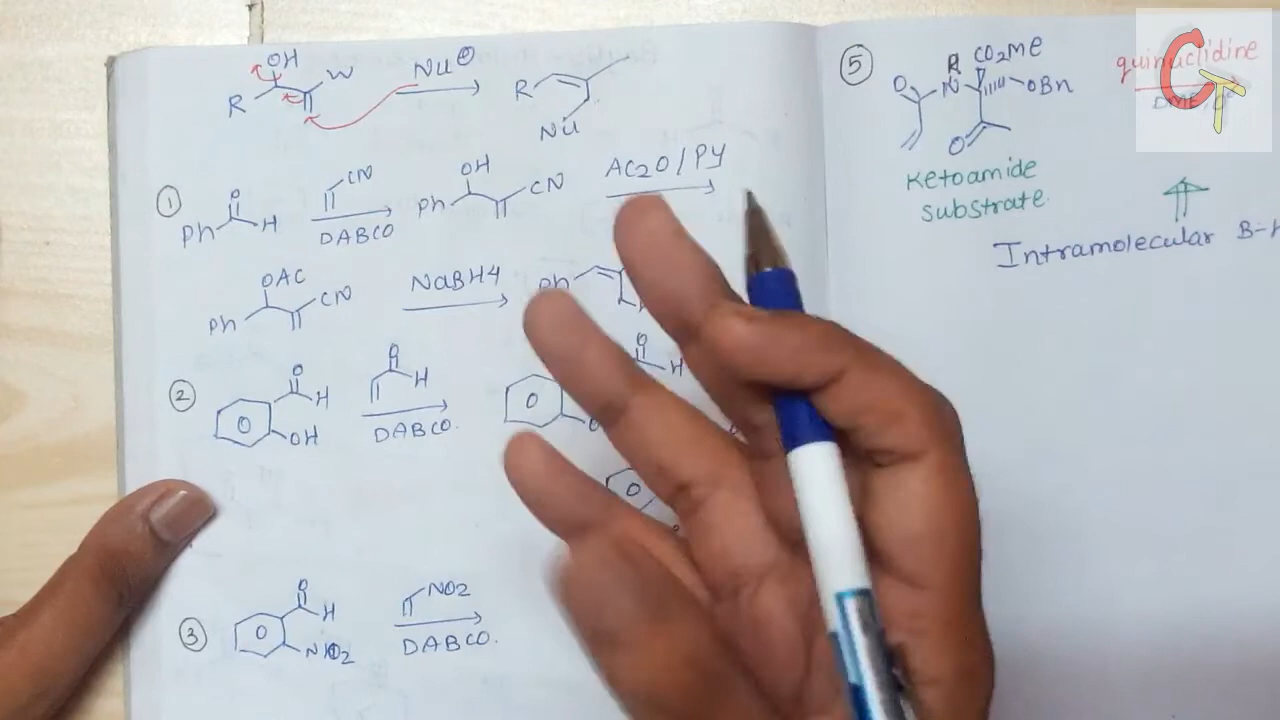 OH
W
R
Nu⊖
R
Nu
①
Ph
O
H
CN
DABCO
OH
Ph
CN
AC2O/PY
OAC
Ph
CN
NaBH4
Ph
②
O
H
OH
O
H
DABCO.
O
H
③
O
H
NO2
NO2
DABCO.
⑤
O
R
N
CO2Me
OBn
O
quinuclidine
Ketoamide
substrate.
Intramolecular B-H
CT